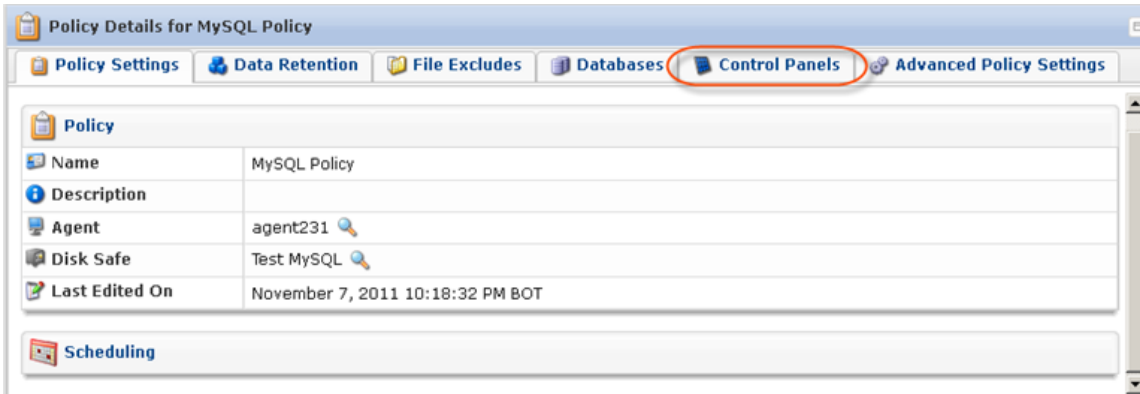 Policy Details for MySQL Policy
Policy Settings Data Retention File Excludes Databases Control Panels Advanced Policy Settings
Policy
Name MySQL Policy
Description
Agent agent231
Disk Safe Test MySQL
Last Edited On November 7, 2011 10:18:32 PM BOT
Scheduling